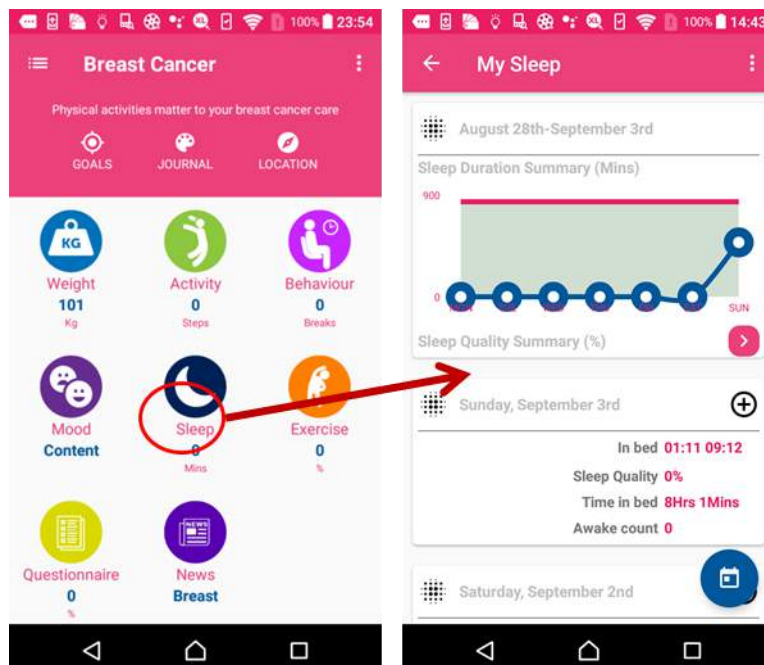 100% 23:54
Breast Cancer
Physical activities matter to your breast cancer care
GOALS JOURNAL LOCATION
KG
Weight Activity Behaviour
101 0 0
Kg Steps Breaks
Mood Sleep Exercise
Content 0 0
Mins %
NEWS
Questionnaire News
0 Breast
%
XL 100% 14:43
My Sleep
August 28th-September 3rd
Sleep Duration Summary (Mins)
900
0
SUN
Sleep Quality Summary (%)
Sunday, September 3rd
In bed 01:11 09:12
Sleep Quality 0%
Time in bed 8Hrs 1Mins
Awake count 0
Saturday, September 2nd